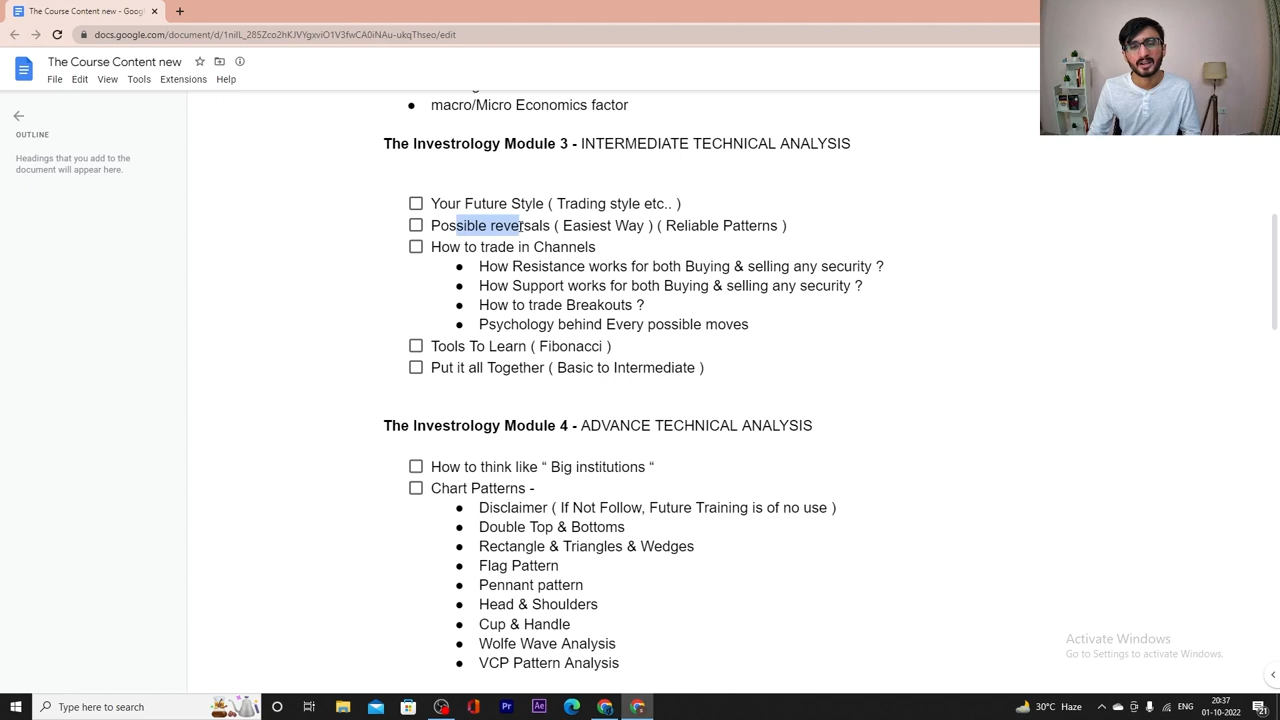 The Course Content new - Google
docs.google.com/document/d/1niIL_285Zco2hKJVYgxviO1V3fwCA0iNAu-ukqThseo/edit
The Course Content new
File Edit View Tools Extensions Help
OUTLINE
Headings that you add to the
document will appear here.
● macro/Micro Economics factor
The Investrology Module 3 - INTERMEDIATE TECHNICAL ANALYSIS
Your Future Style ( Trading style etc.. )
Possible reversals ( Easiest Way ) ( Reliable Patterns )
How to trade in Channels
● How Resistance works for both Buying & selling any security ?
● How Support works for both Buying & selling any security ?
● How to trade Breakouts ?
● Psychology behind Every possible moves
Tools To Learn ( Fibonacci )
Put it all Together ( Basic to Intermediate )
The Investrology Module 4 - ADVANCE TECHNICAL ANALYSIS
How to think like “ Big institutions “
Chart Patterns -
● Disclaimer ( If Not Follow, Future Training is of no use )
● Double Top & Bottoms
● Rectangle & Triangles & Wedges
● Flag Pattern
● Pennant pattern
● Head & Shoulders
● Cup & Handle
● Wolfe Wave Analysis
● VCP Pattern Analysis
Activate Windows
Go to Settings to activate Windows.
Type here to search
Pr
Ae
30°C Haze
ENG
20:37
01-10-2022
21